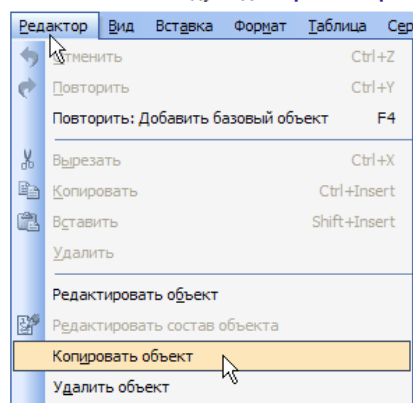 Редактор Вид Вставка Формат Таблица Сер
Отменить Ctrl+Z
Повторить Ctrl+Y
Повторить: Добавить базовый объект F4
Вырезать Ctrl+X
Копировать Ctrl+Insert
Вставить Shift+Insert
Удалить
Редактировать объект
Редактировать состав объекта
Копировать объект
Удалить объект